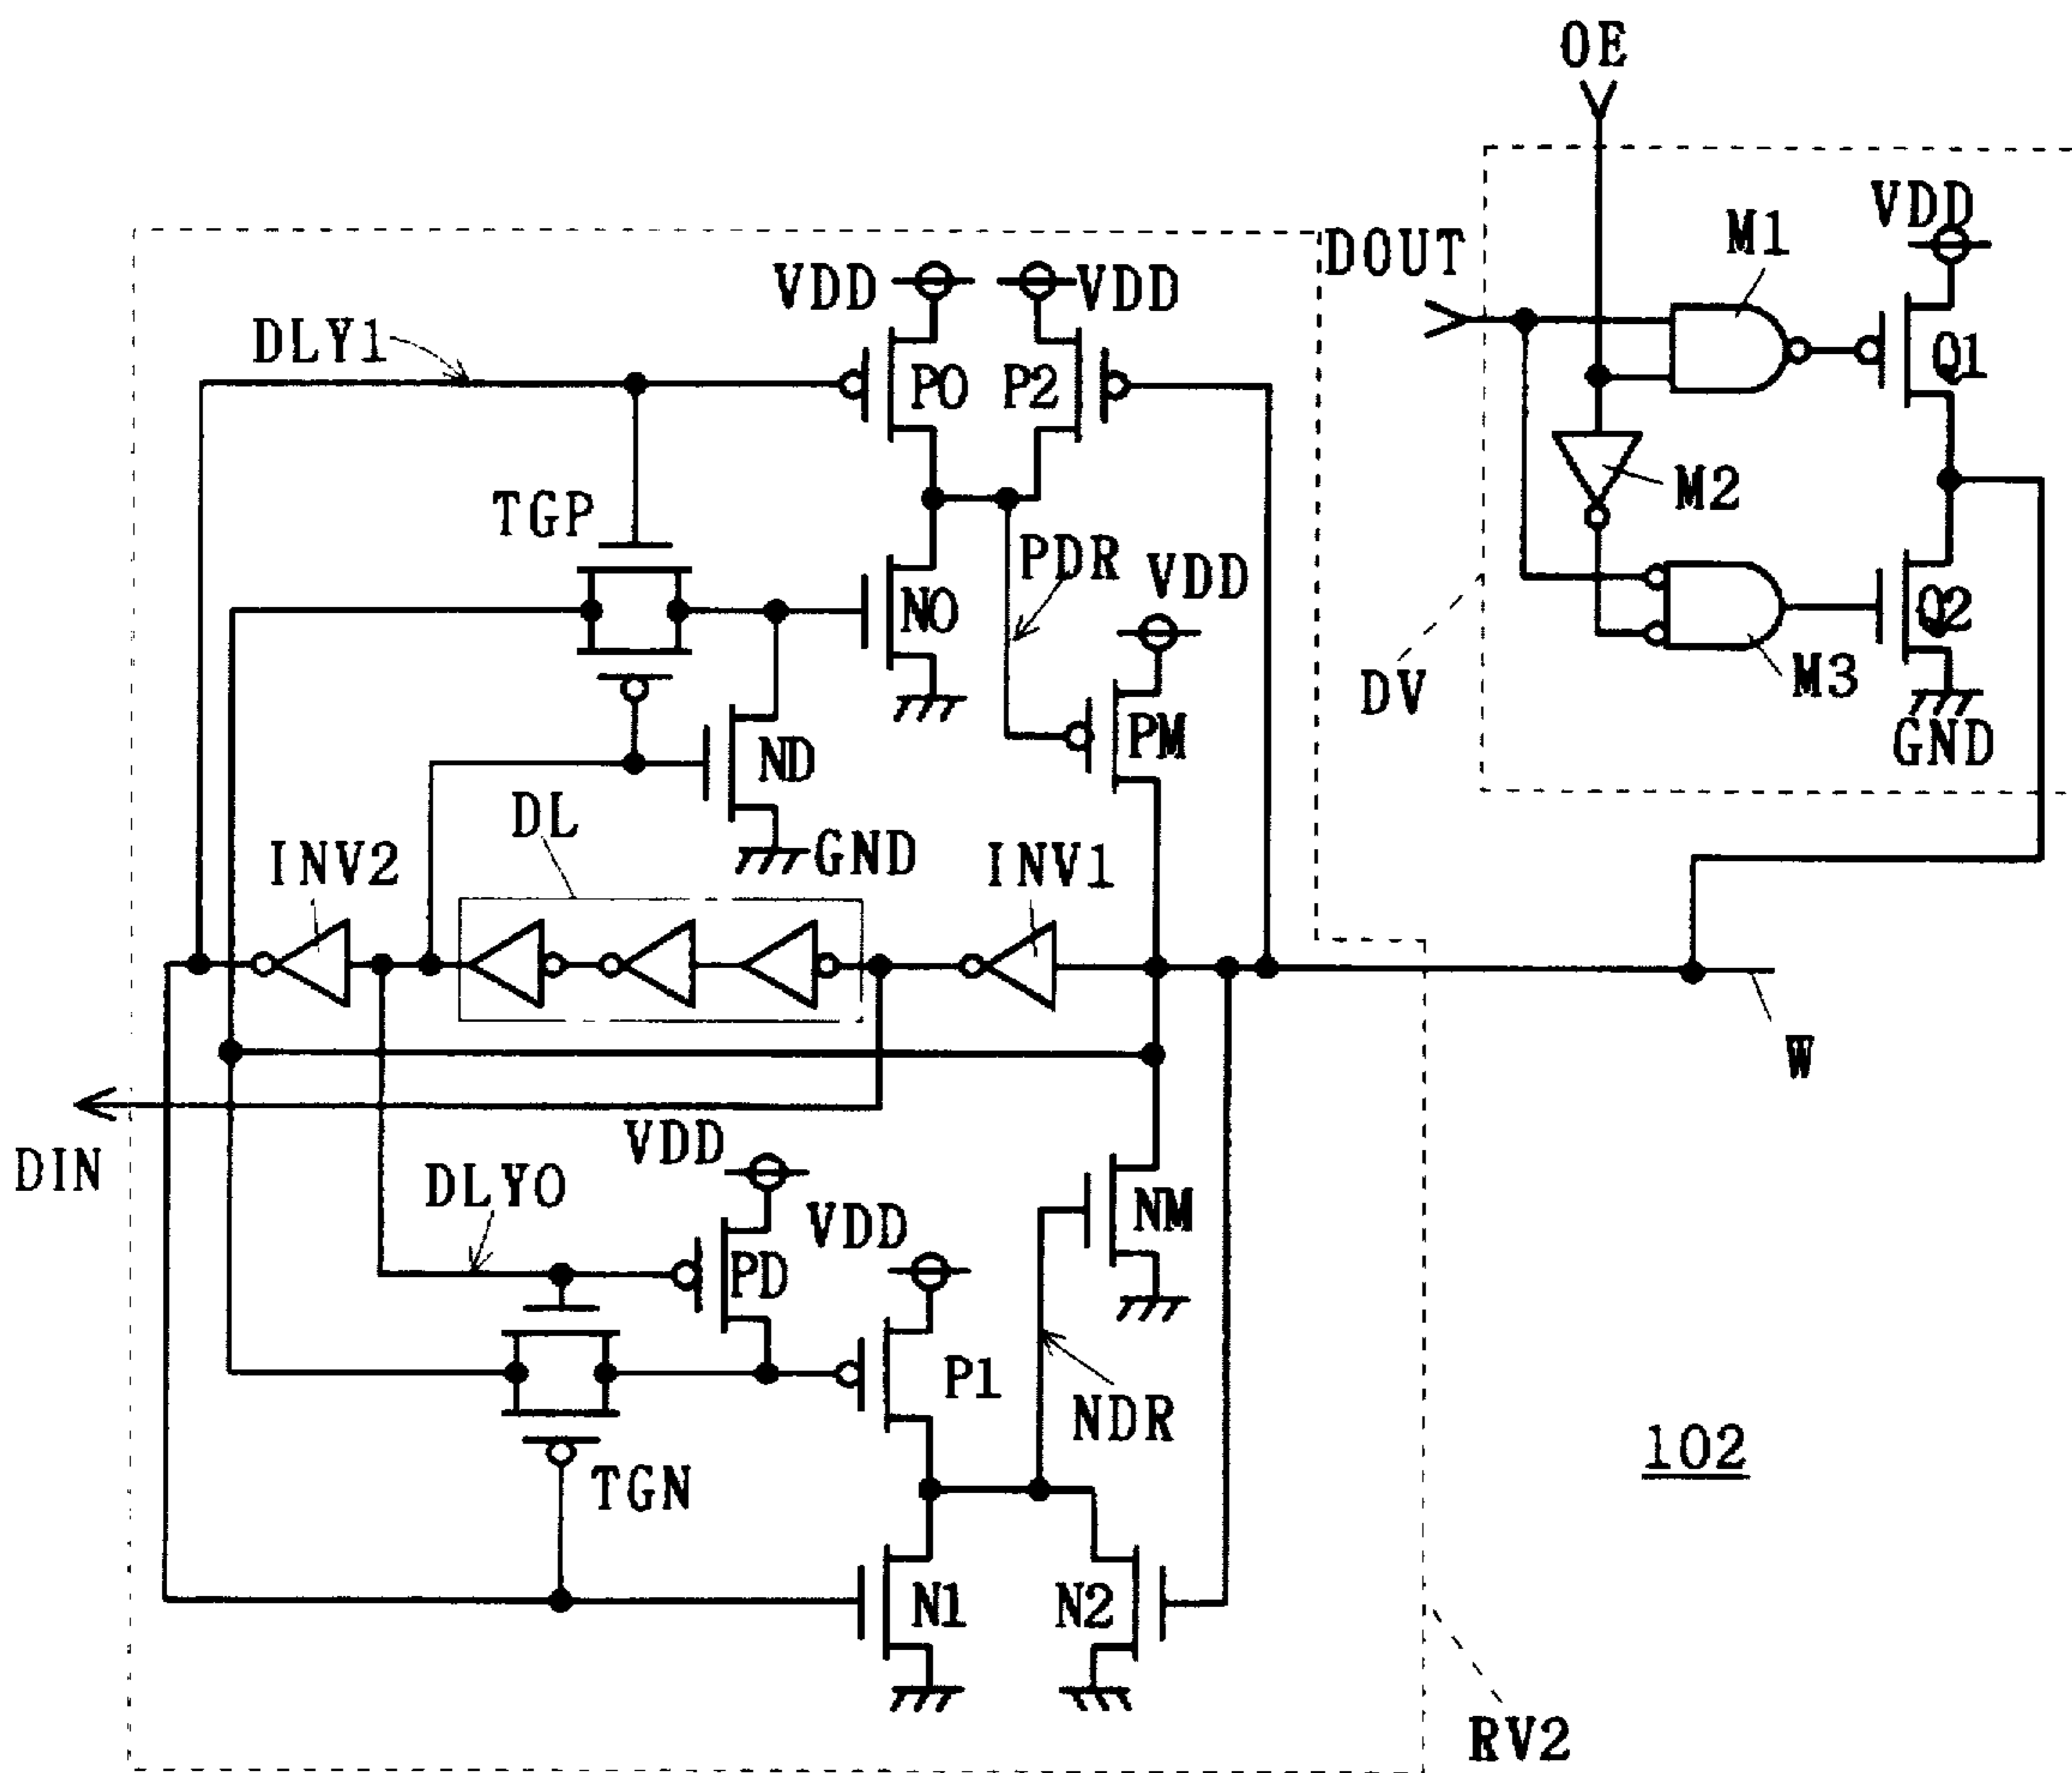 OE
VDD
M1
DOUT
VDD
VDD
DLY1
P0
P2
Q1
M2
TGP
PDR
VDD
N0
Q2
M3
DV
PM
GND
ND
DL
GND
INV2
INV1
W
DIN
VDD
DLY0
VDD
NM
PD
P1
NDR
102
TGN
N1
N2
RV2